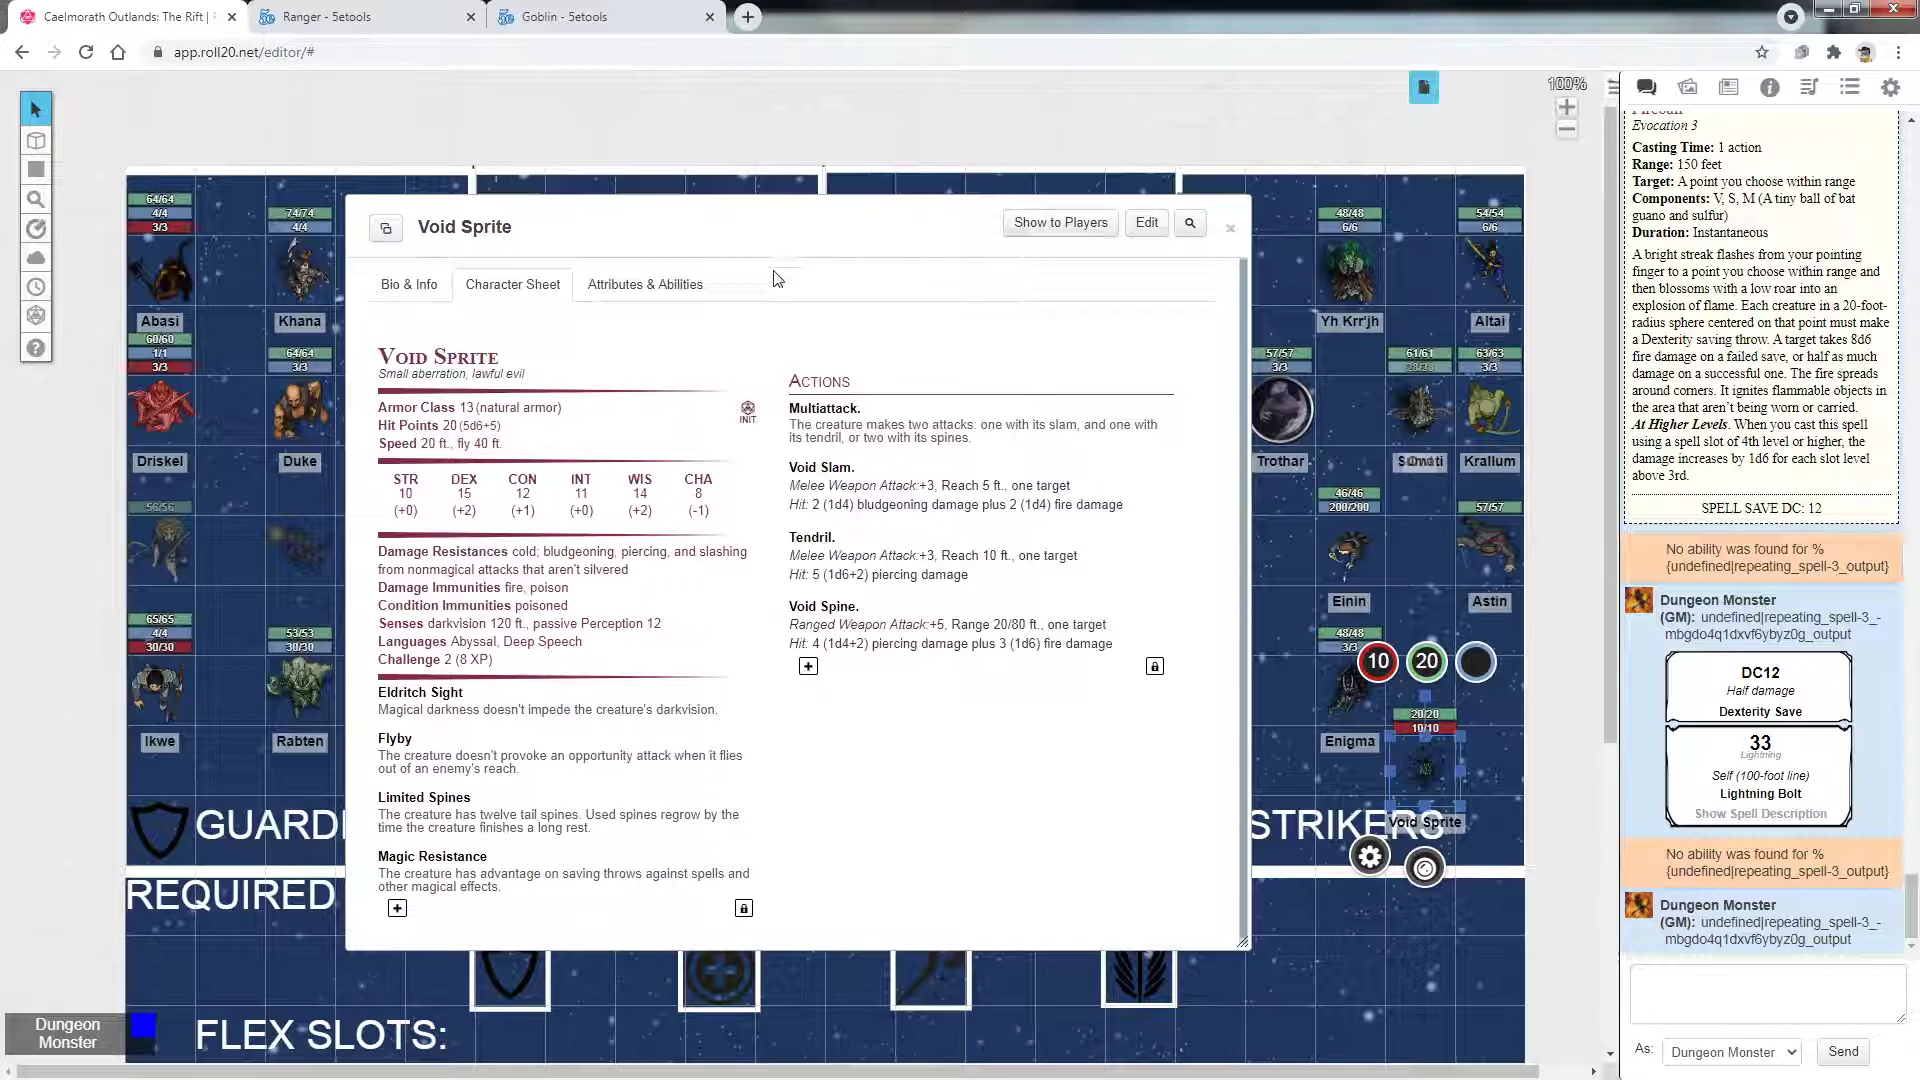 Caelmorath Outlands: The Rift |
Ranger - 5etools
Goblin - 5etools
app.roll20.net/editor/#
100%
Void Sprite
Show to Players
Edit
Bio & Info
Character Sheet
Attributes & Abilities
VOID SPRITE
Small aberration, lawful evil
Armor Class 13 (natural armor)
Hit Points 20 (5d6+5)
Speed 20 ft., fly 40 ft.
INIT
STR DEX CON INT WIS CHA
10 15 12 11 14 8
(+0) (+2) (+1) (+0) (+2) (-1)
Damage Resistances cold; bludgeoning, piercing, and slashing
from nonmagical attacks that aren't silvered
Damage Immunities fire, poison
Condition Immunities poisoned
Senses darkvision 120 ft., passive Perception 12
Languages Abyssal, Deep Speech
Challenge 2 (8 XP)
Eldritch Sight
Magical darkness doesn't impede the creature's darkvision.
Flyby
The creature doesn't provoke an opportunity attack when it flies
out of an enemy's reach.
Limited Spines
The creature has twelve tail spines. Used spines regrow by the
time the creature finishes a long rest.
Magic Resistance
The creature has advantage on saving throws against spells and
other magical effects.
ACTIONS
Multiattack.
The creature makes two attacks: one with its slam, and one with
its tendril, or two with its spines.
Void Slam.
Melee Weapon Attack:+3, Reach 5 ft., one target
Hit: 2 (1d4) bludgeoning damage plus 2 (1d4) fire damage
Tendril.
Melee Weapon Attack:+3, Reach 10 ft., one target
Hit: 5 (1d6+2) piercing damage
Void Spine.
Ranged Weapon Attack:+5, Range 20/80 ft., one target
Hit: 4 (1d4+2) piercing damage plus 3 (1d6) fire damage
64/64
4/4
3/3
Abasi
74/74
4/4
Khana
60/60
1/1
3/3
Driskel
64/64
3/3
Duke
56/56
65/65
4/4
30/30
Ikwe
53/53
30/30
Rabten
48/48
6/6
Yh Krr'jh
54/54
6/6
Altai
57/57
3/3
Trothar
61/61
Sumati
63/63
3/3
Krallum
46/46
200/200
Einin
57/57
Astin
48/48
3/3
Enigma
10
20
20/20
10/10
Void Sprite
STRIKERS
GUARDI
REQUIRED
FLEX SLOTS:
Dungeon
Monster
Evocation 3
Casting Time: 1 action
Range: 150 feet
Target: A point you choose within range
Components: V, S, M (A tiny ball of bat
guano and sulfur)
Duration: Instantaneous
A bright streak flashes from your pointing
finger to a point you choose within range and
then blossoms with a low roar into an
explosion of flame. Each creature in a 20-foot-
radius sphere centered on that point must make
a Dexterity saving throw. A target takes 8d6
fire damage on a failed save, or half as much
damage on a successful one. The fire spreads
around corners. It ignites flammable objects in
the area that aren't being worn or carried.
At Higher Levels. When you cast this spell
using a spell slot of 4th level or higher, the
damage increases by 1d6 for each slot level
above 3rd.
SPELL SAVE DC: 12
No ability was found for %
{undefined|repeating_spell-3_output}
Dungeon Monster
(GM): undefined|repeating_spell-3_-
mbgdo4q1dxvf6ybyz0g_output
DC12
Half damage
Dexterity Save
33
Lightning
Self (100-foot line)
Lightning Bolt
Show Spell Description
No ability was found for %
{undefined|repeating_spell-3_output}
Dungeon Monster
(GM): undefined|repeating_spell-3_-
mbgdo4q1dxvf6ybyz0g_output
As: Dungeon Monster
Send